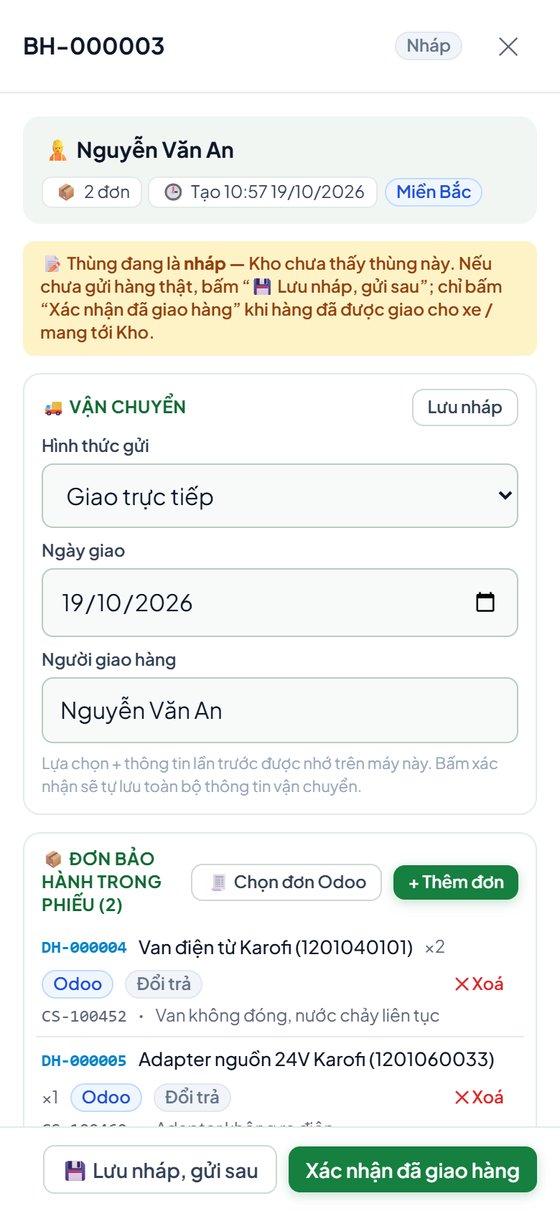 BH-000003 Nháp
Nguyễn Văn An
2 đơn Tạo 10:57 19/10/2026 Miền Bắc
Thùng đang là nháp — Kho chưa thấy thùng này. Nếu
chưa gửi hàng thật, bấm “💾 Lưu nháp, gửi sau”; chỉ bấm
“Xác nhận đã giao hàng” khi hàng đã được giao cho xe /
mang tới Kho.
VẬN CHUYỂN Lưu nháp
Hình thức gửi
Giao trực tiếp
Ngày giao
19/10/2026
Người giao hàng
Nguyễn Văn An
Lựa chọn + thông tin lần trước được nhớ trên máy này. Bấm xác
nhận sẽ tự lưu toàn bộ thông tin vận chuyển.
ĐƠN BẢO
HÀNH TRONG
PHIẾU (2)
Chọn đơn Odoo + Thêm đơn
DH-000004 Van điện từ Karofi (1201040101) ×2
Odoo Đổi trả ✕ Xoá
CS-100452 · Van không đóng, nước chảy liên tục
DH-000005 Adapter nguồn 24V Karofi (1201060033)
×1 Odoo Đổi trả ✕ Xoá
Lưu nháp, gửi sau Xác nhận đã giao hàng